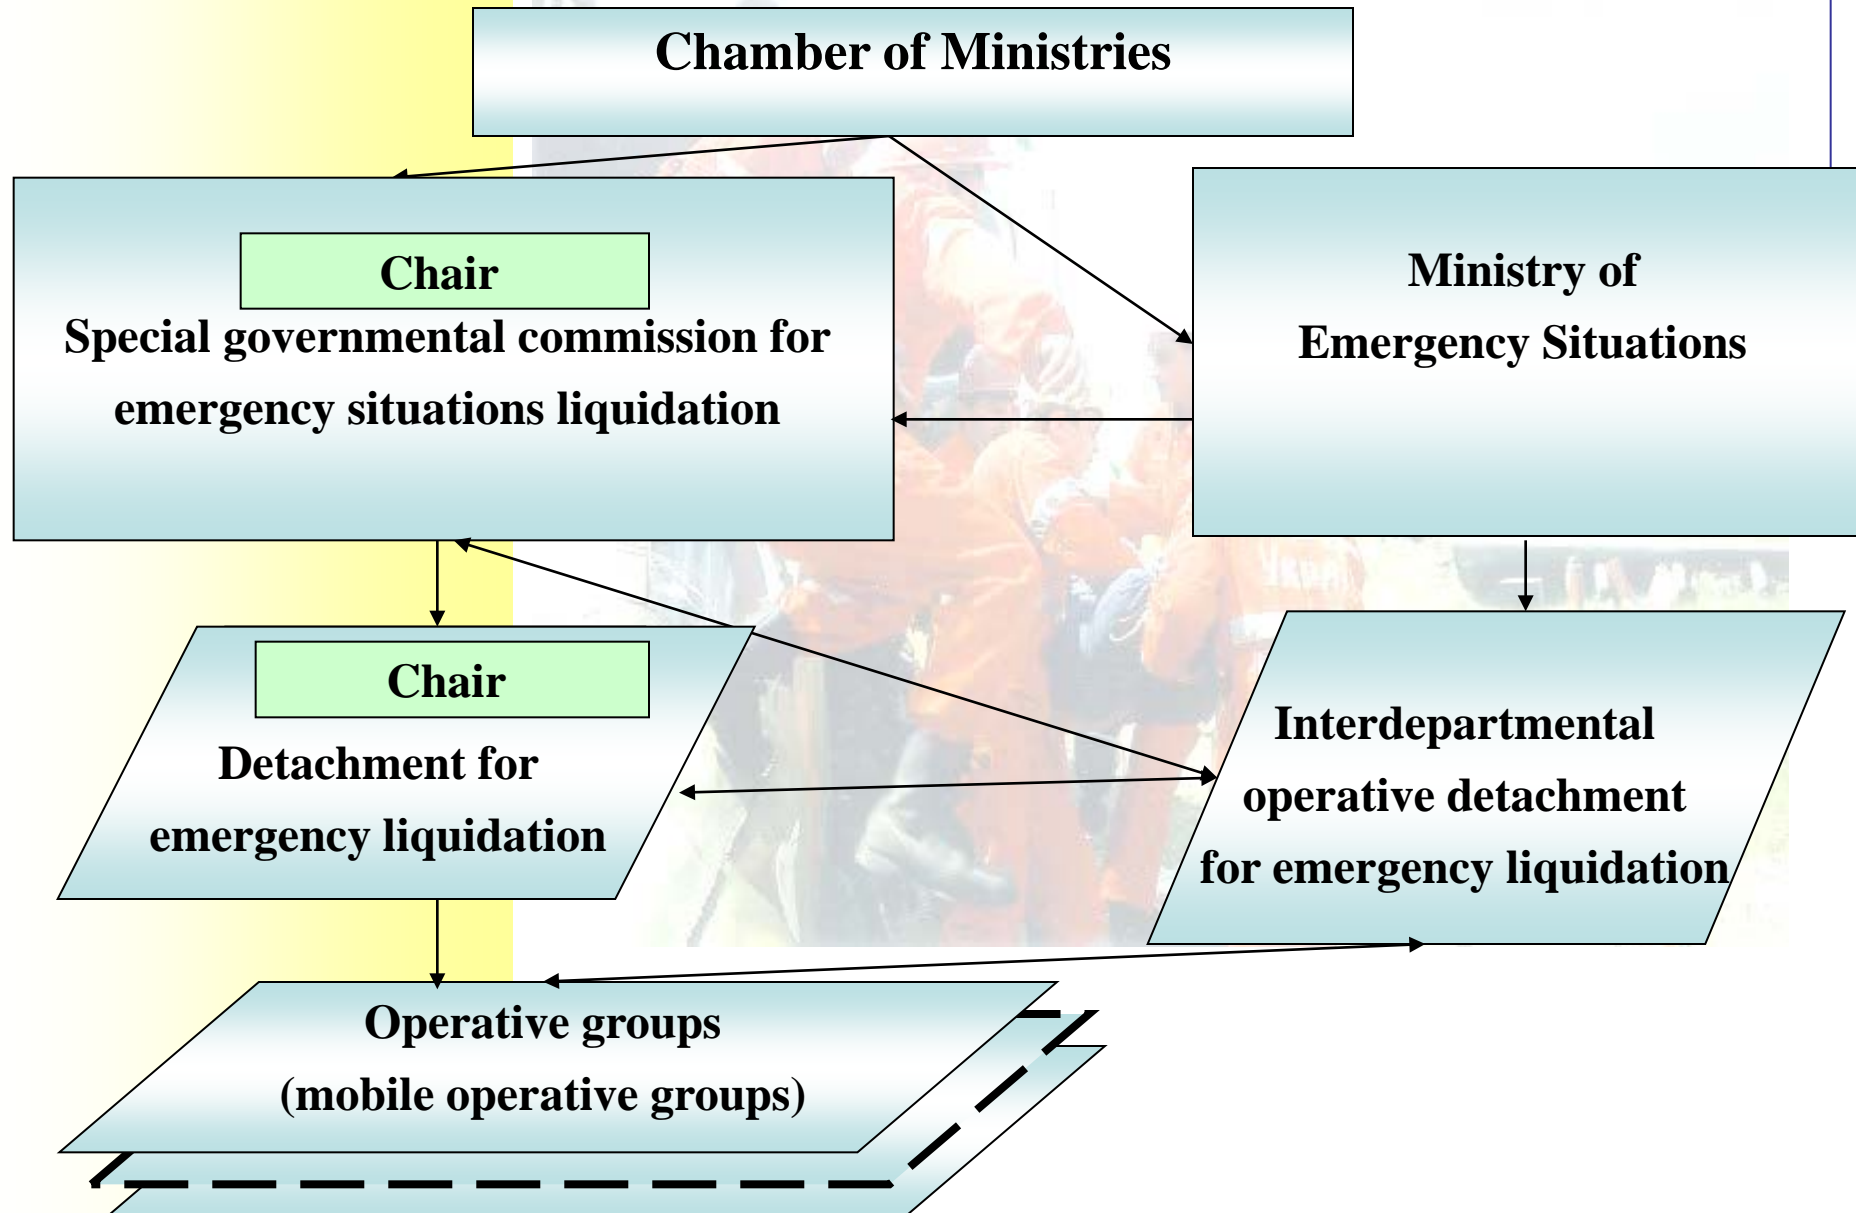 Chamber of Ministries
Chair
Special governmental commission for
emergency situations liquidation
Ministry of
Emergency Situations
Chair
Detachment for
emergency liquidation
Interdepartmental
operative detachment
for emergency liquidation
Operative groups
(mobile operative groups)